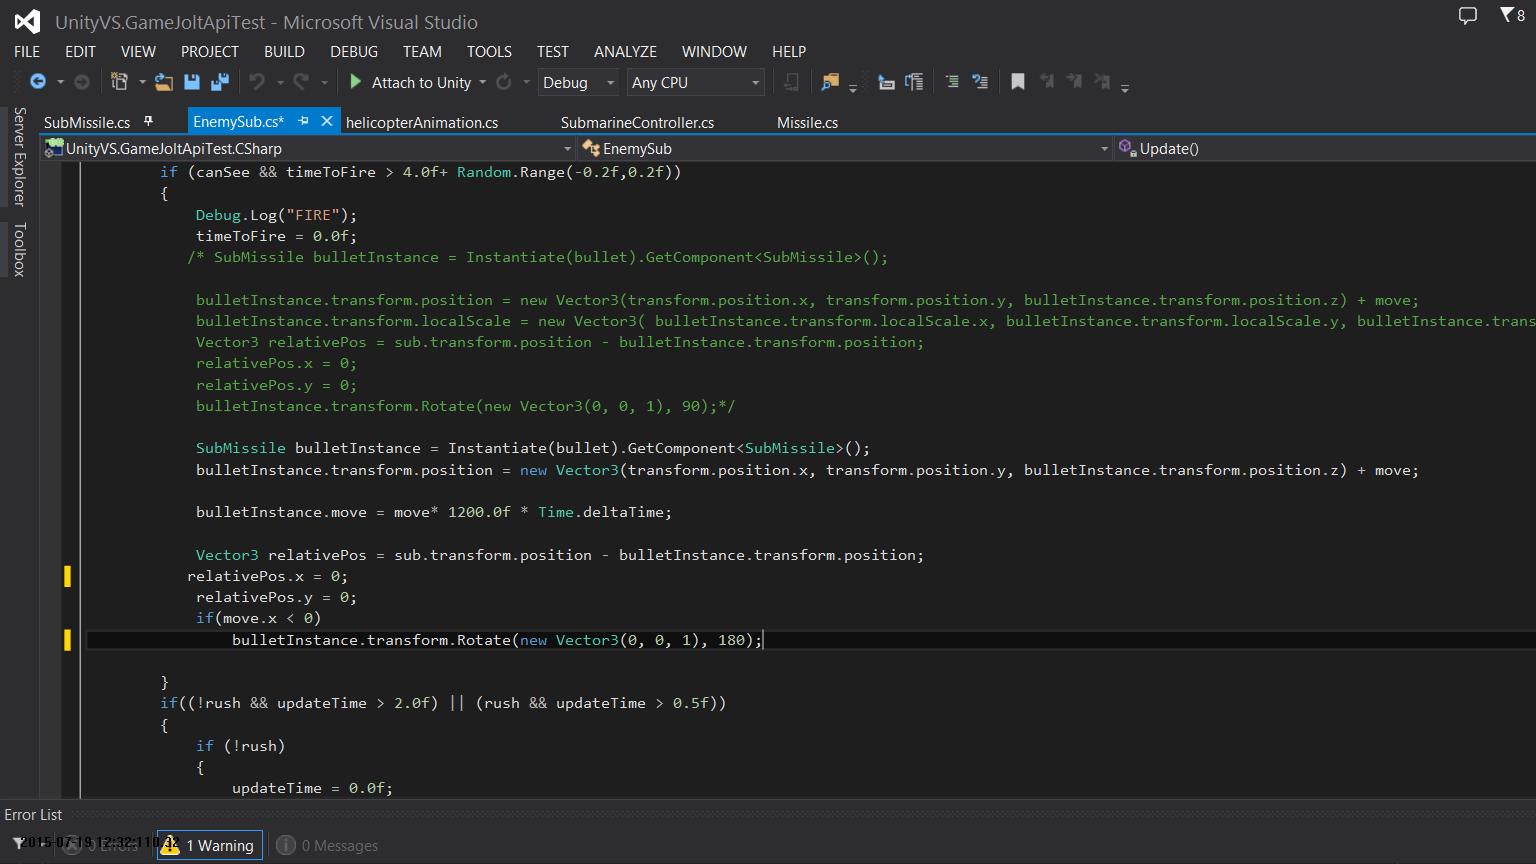 UnityVS.GameJoltApiTest - Microsoft Visual Studio
8
FILE EDIT VIEW PROJECT BUILD DEBUG TEAM TOOLS TEST ANALYZE WINDOW HELP
Attach to Unity Debug Any CPU
Server Explorer
Toolbox
SubMissile.cs EnemySub.cs* helicopterAnimation.cs SubmarineController.cs Missile.cs
UnityVS.GameJoltApiTest.CSharp EnemySub Update()
if (canSee && timeToFire > 4.0f+ Random.Range(-0.2f,0.2f))
{
Debug.Log("FIRE");
timeToFire = 0.0f;
/* SubMissile bulletInstance = Instantiate(bullet).GetComponent<SubMissile>();
bulletInstance.transform.position = new Vector3(transform.position.x, transform.position.y, bulletInstance.transform.position.z) + move;
bulletInstance.transform.localScale = new Vector3( bulletInstance.transform.localScale.x, bulletInstance.transform.localScale.y, bulletInstance.trans
Vector3 relativePos = sub.transform.position - bulletInstance.transform.position;
relativePos.x = 0;
relativePos.y = 0;
bulletInstance.transform.Rotate(new Vector3(0, 0, 1), 90);*/
SubMissile bulletInstance = Instantiate(bullet).GetComponent<SubMissile>();
bulletInstance.transform.position = new Vector3(transform.position.x, transform.position.y, bulletInstance.transform.position.z) + move;
bulletInstance.move = move* 1200.0f * Time.deltaTime;
Vector3 relativePos = sub.transform.position - bulletInstance.transform.position;
relativePos.x = 0;
relativePos.y = 0;
if(move.x < 0)
bulletInstance.transform.Rotate(new Vector3(0, 0, 1), 180);
}
if((!rush && updateTime > 2.0f) || (rush && updateTime > 0.5f))
{
if (!rush)
{
updateTime = 0.0f;
Error List
0 Errors 1 Warning 0 Messages